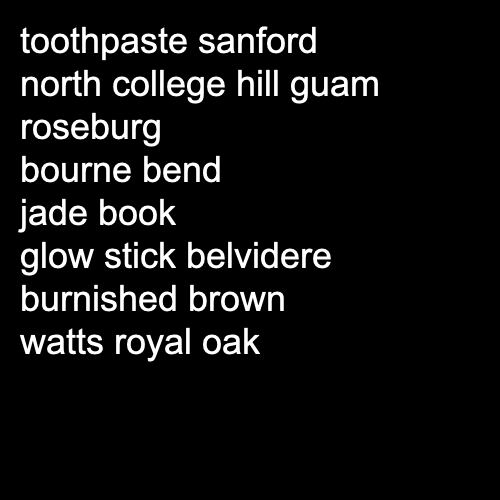 toothpaste sanford
north college hill guam
roseburg
bourne bend
jade book
glow stick belvidere
burnished brown
watts royal oak